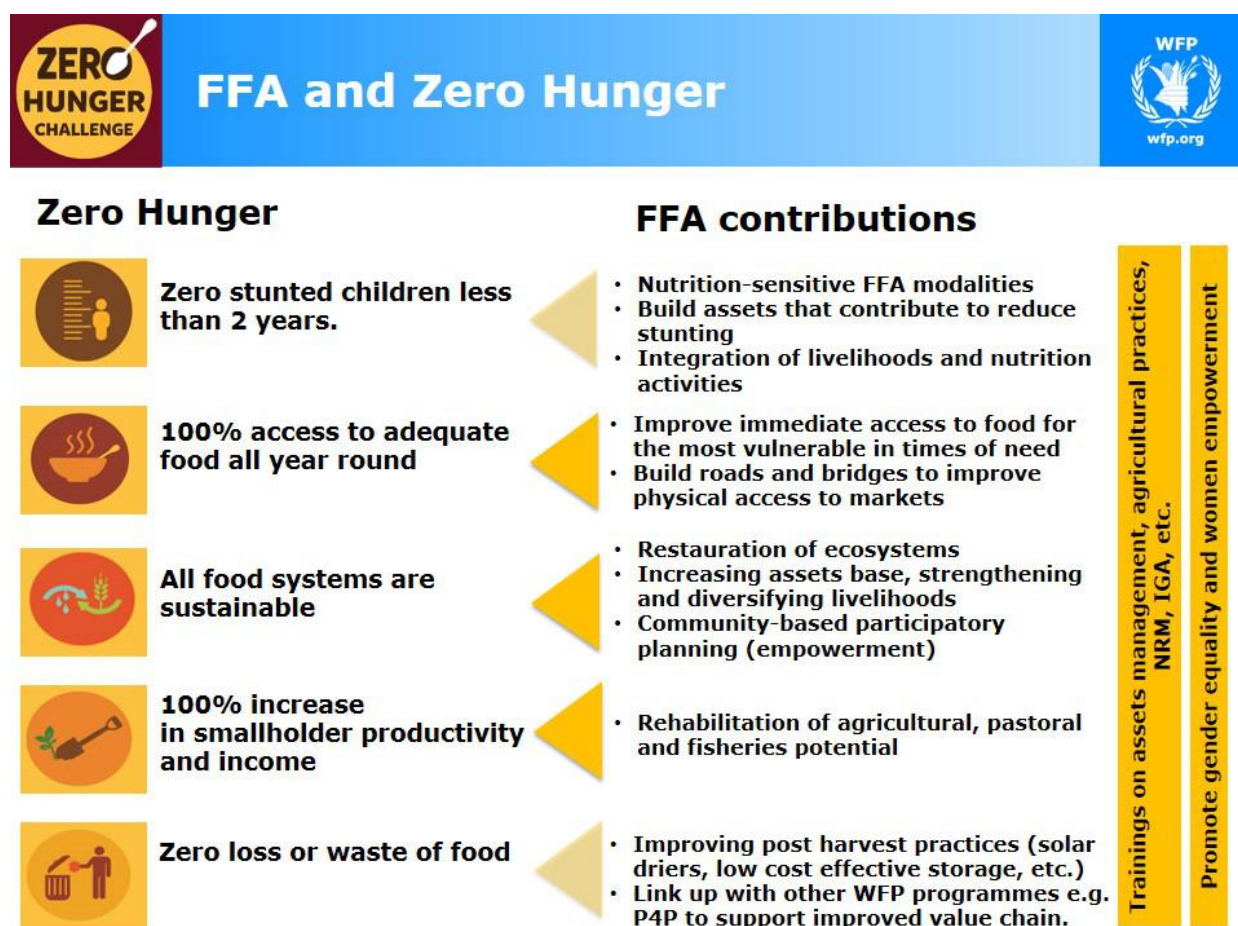 ZERO
HUNGER
CHALLENGE
FFA and Zero Hunger
WFP
wfp.org
Zero Hunger
FFA contributions
Zero stunted children less
than 2 years.
• Nutrition-sensitive FFA modalities
• Build assets that contribute to reduce
stunting
• Integration of livelihoods and nutrition
activities
100% access to adequate
food all year round
• Improve immediate access to food for
the most vulnerable in times of need
• Build roads and bridges to improve
physical access to markets
All food systems are
sustainable
• Restauration of ecosystems
• Increasing assets base, strengthening
and diversifying livelihoods
• Community-based participatory
planning (empowerment)
100% increase
in smallholder productivity
and income
• Rehabilitation of agricultural, pastoral
and fisheries potential
Zero loss or waste of food
• Improving post harvest practices (solar
driers, low cost effective storage, etc.)
• Link up with other WFP programmes e.g.
P4P to support improved value chain.
Trainings on assets management, agricultural practices,
NRM, IGA, etc.
Promote gender equality and women empowerment